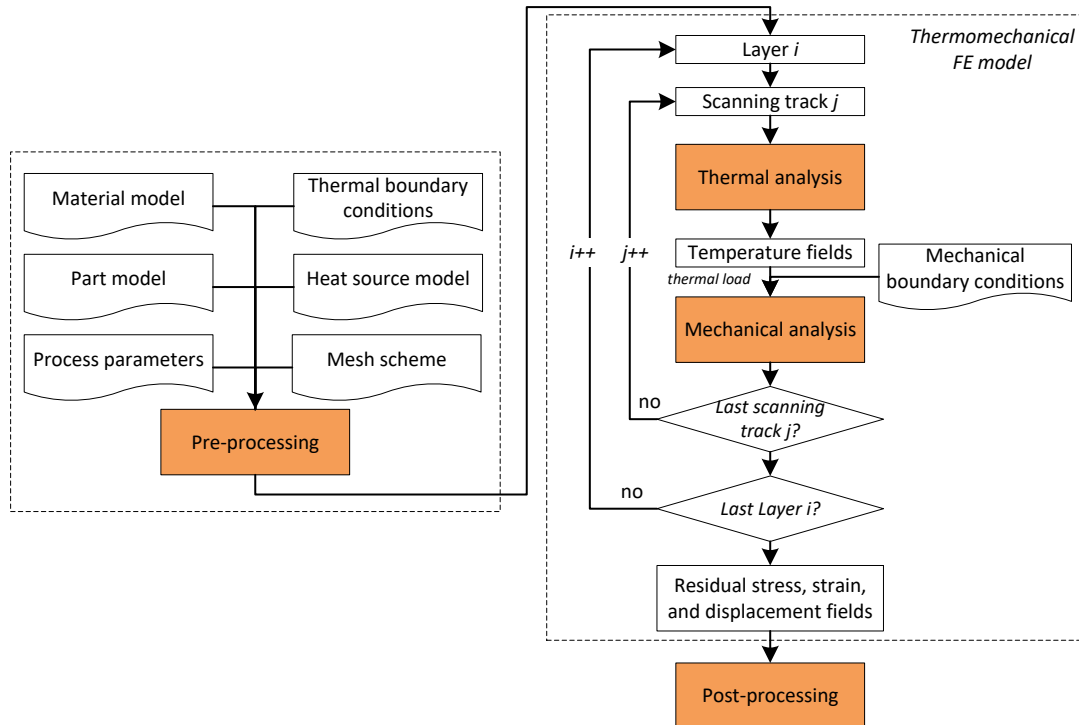 Material model
Thermal boundary
conditions
Part model
Heat source model
Process parameters
Mesh scheme
Pre-processing
Thermomechanical
FE model
Layer i
Scanning track j
Thermal analysis
i++
j++
Temperature fields
thermal load
Mechanical
boundary conditions
Mechanical analysis
no
Last scanning
track j?
no
Last Layer i?
Residual stress, strain,
and displacement fields
Post-processing